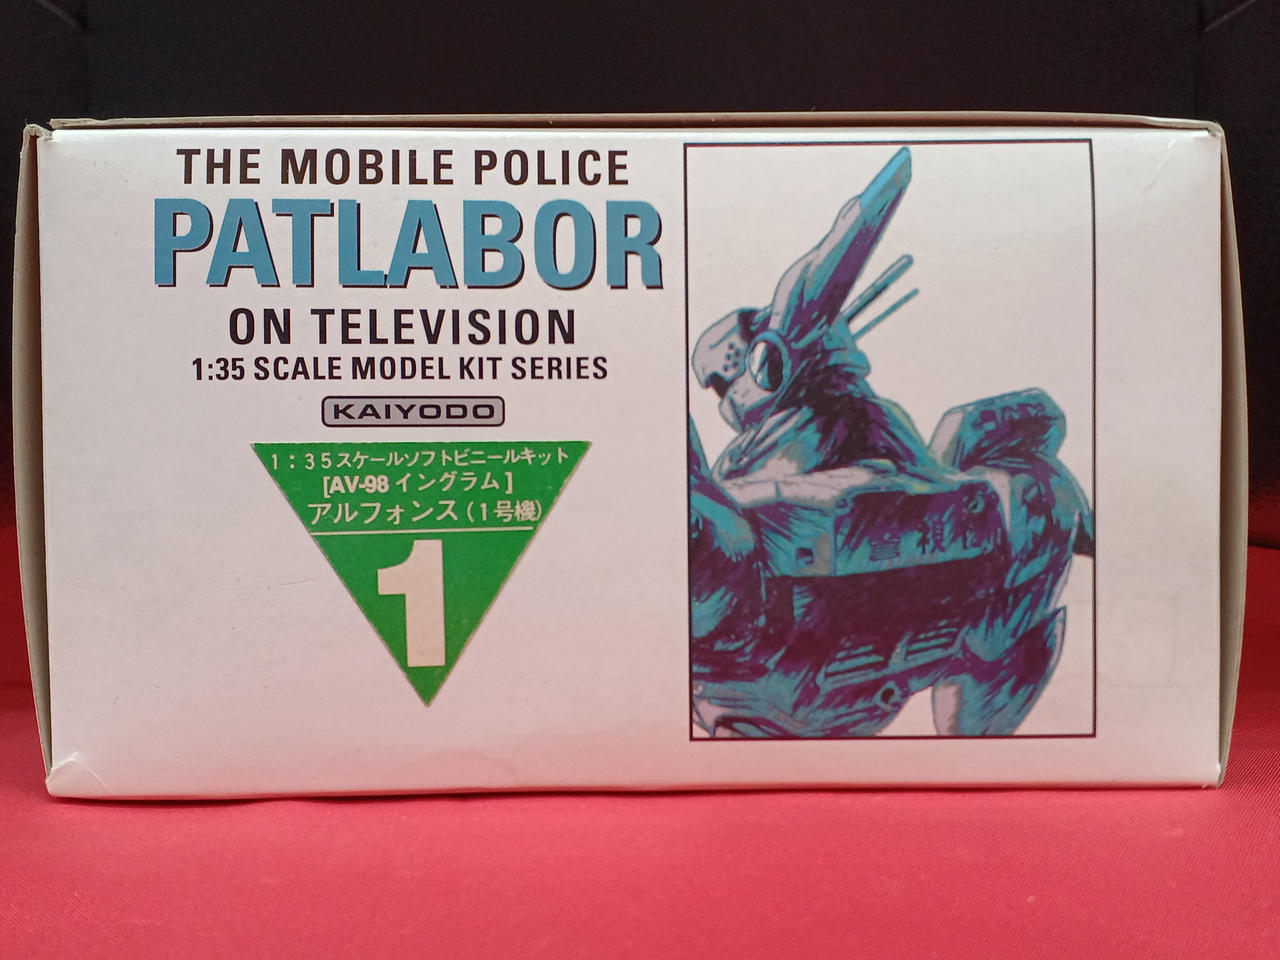 THE MOBILE POLICE
PATLABOR
ON TELEVISION
1:35 SCALE MODEL KIT SERIES
KAIYODO
1:35スケールソフトビニールキット
[AV-98 イングラム]
アルフォンス(1号機)
1